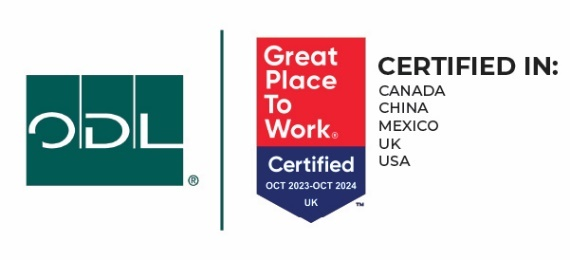 ODL
®
Great
Place
To
Work®
Certified
OCT 2023-OCT 2024
UK
™
CERTIFIED IN:
CANADA
CHINA
MEXICO
UK
USA